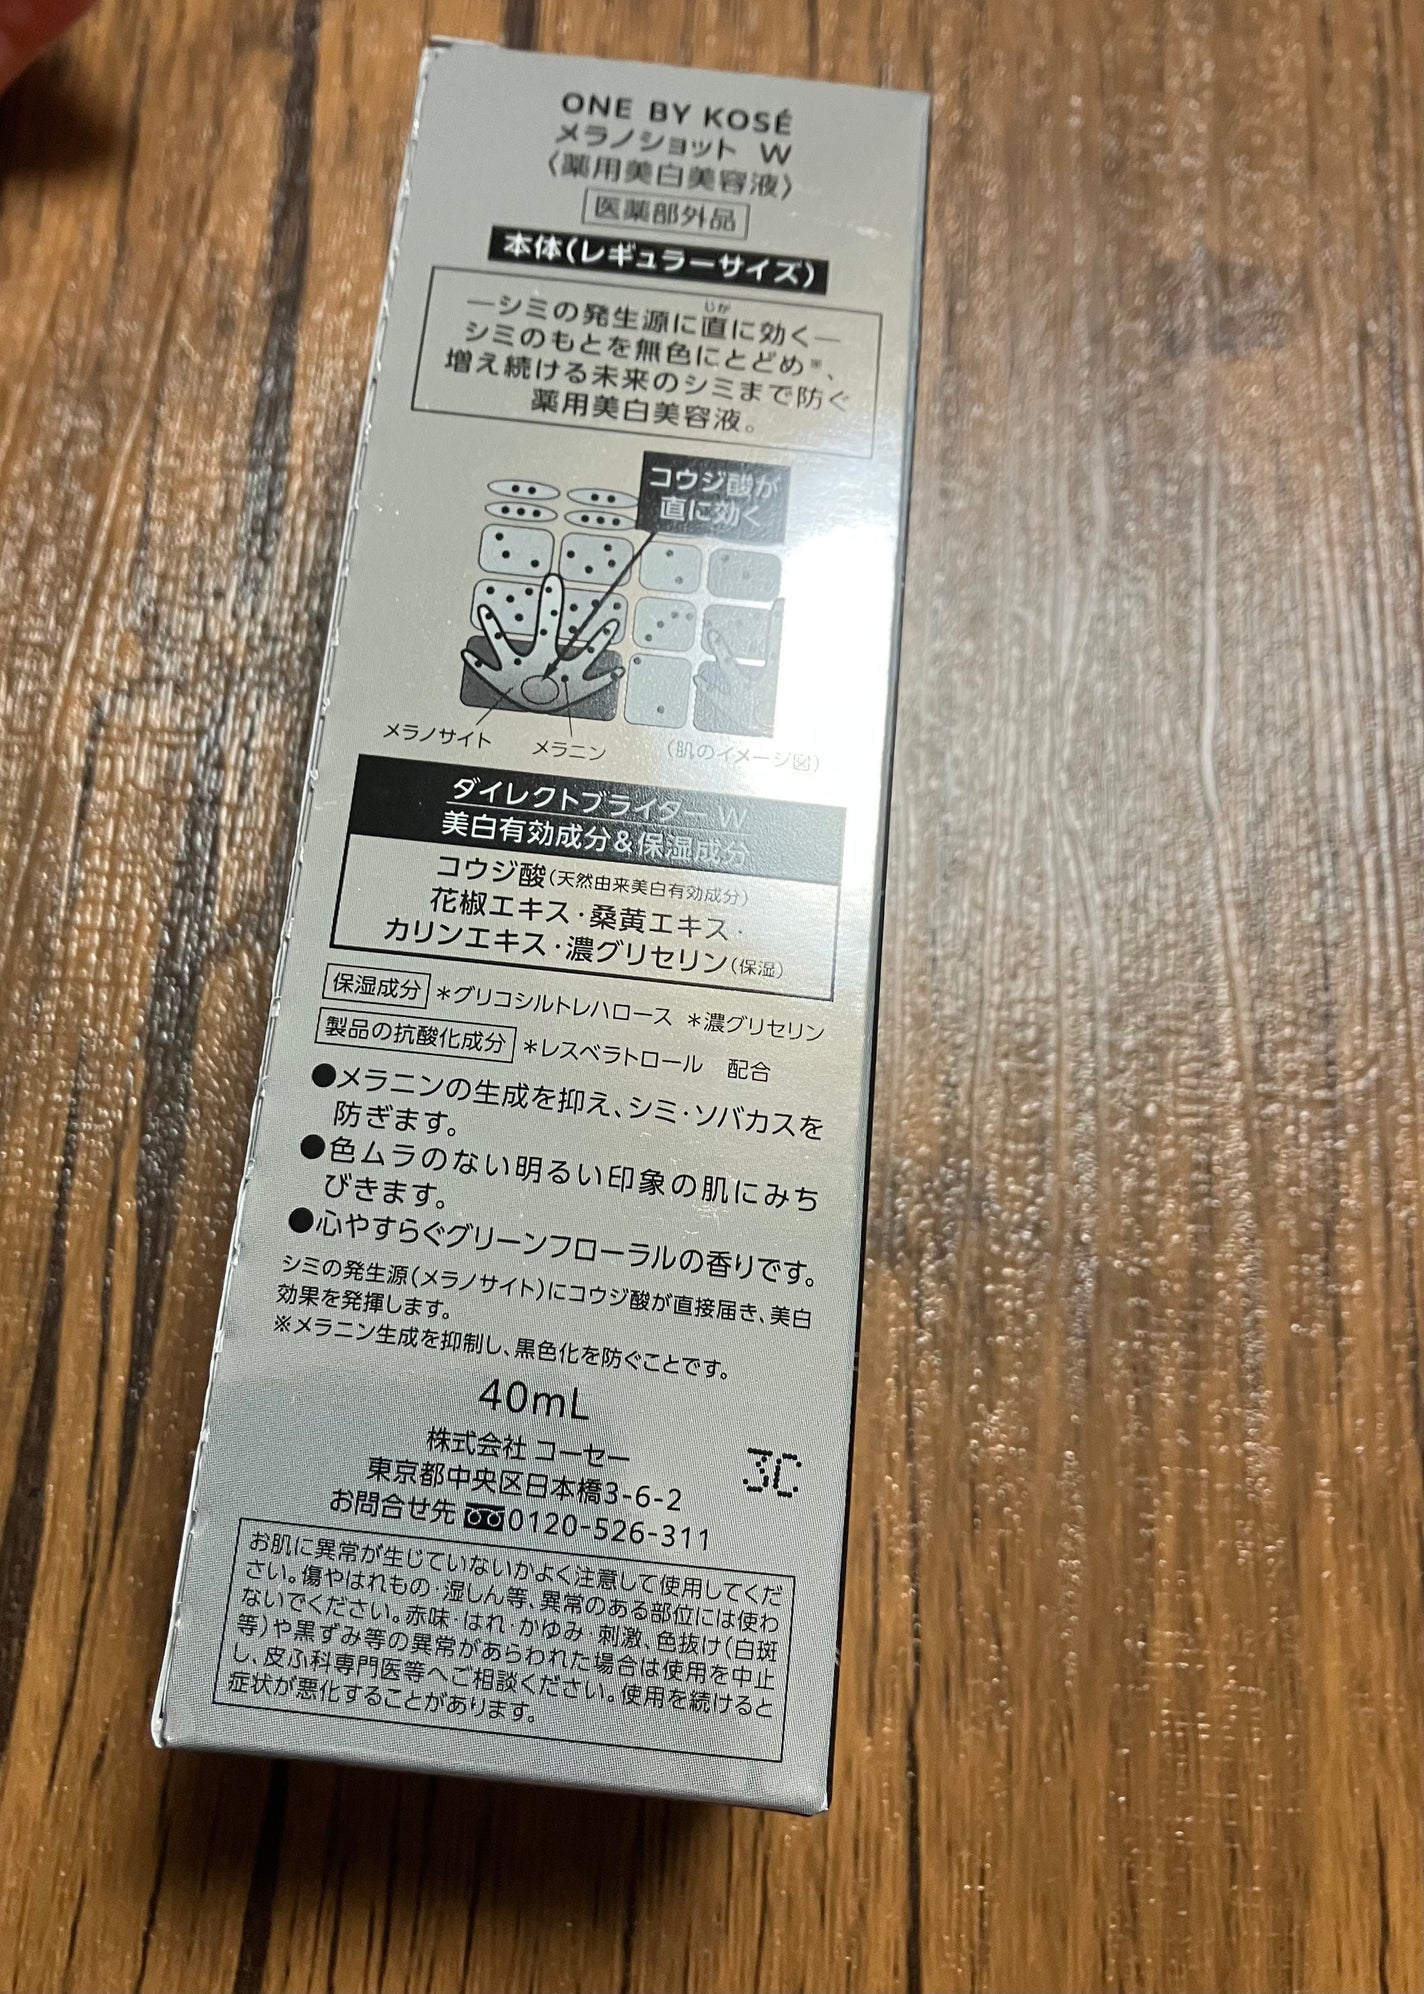 ONE BY KOSÉ
メラノショット W
〈薬用美白美容液〉
医薬部外品
本体(レギュラーサイズ)
じか
―シミの発生源に直に効く―
シミのもとを無色にとどめ※、
増え続ける未来のシミまで防ぐ
薬用美白美容液。
コウジ酸が
直に効く
メラノサイト メラニン (肌のイメージ図)
ダイレクトブライター W
美白有効成分&保湿成分
コウジ酸(天然由来美白有効成分)
花椒エキス・桑黄エキス・
カリンエキス・濃グリセリン(保湿)
保湿成分 *グリコシルトレハロース *濃グリセリン
製品の抗酸化成分 *レスベラトロール 配合
●メラニンの生成を抑え、シミ・ソバカスを
防ぎます。
●色ムラのない明るい印象の肌にみち
びきます。
●心やすらぐグリーンフローラルの香りです。
シミの発生源(メラノサイト)にコウジ酸が直接届き、美白
効果を発揮します。
※メラニン生成を抑制し、黒色化を防ぐことです。
40mL
株式会社 コーセー
東京都中央区日本橋3-6-2
お問合せ先 0120-526-311
3C
お肌に異常が生じていないかよく注意して使用してくだ
さい。傷やはれもの・湿しん等、異常のある部位には使わ
ないでください。赤味・はれ・かゆみ・刺激、色抜け(白斑
等)や黒ずみ等の異常があらわれた場合は使用を中止
し、皮ふ科専門医等へご相談ください。使用を続けると
症状が悪化することがあります。